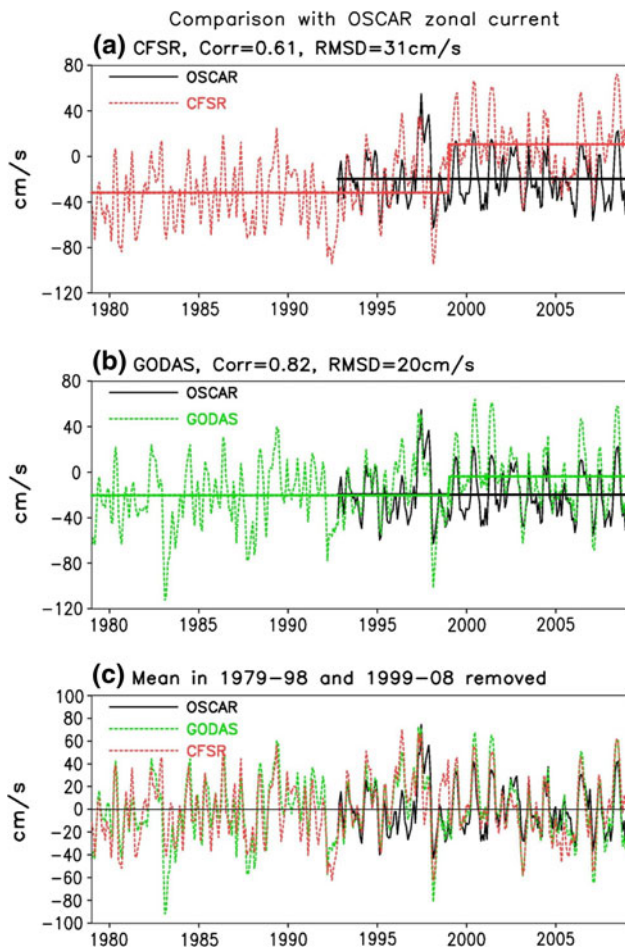 Comparison with OSCAR zonal current
(a) CFSR, Corr=0.61, RMSD=31cm/s
80
40
0
-40
-80
-120
cm/s
OSCAR
CFSR
1980 1985 1990 1995 2000 2005
(b) GODAS, Corr=0.82, RMSD=20cm/s
80
40
0
-40
-80
-120
cm/s
OSCAR
GODAS
1980 1985 1990 1995 2000 2005
(c) Mean in 1979-98 and 1999-08 removed
100
80
60
40
20
0
-20
-40
-60
-80
-100
cm/s
OSCAR
GODAS
CFSR
1980 1985 1990 1995 2000 2005